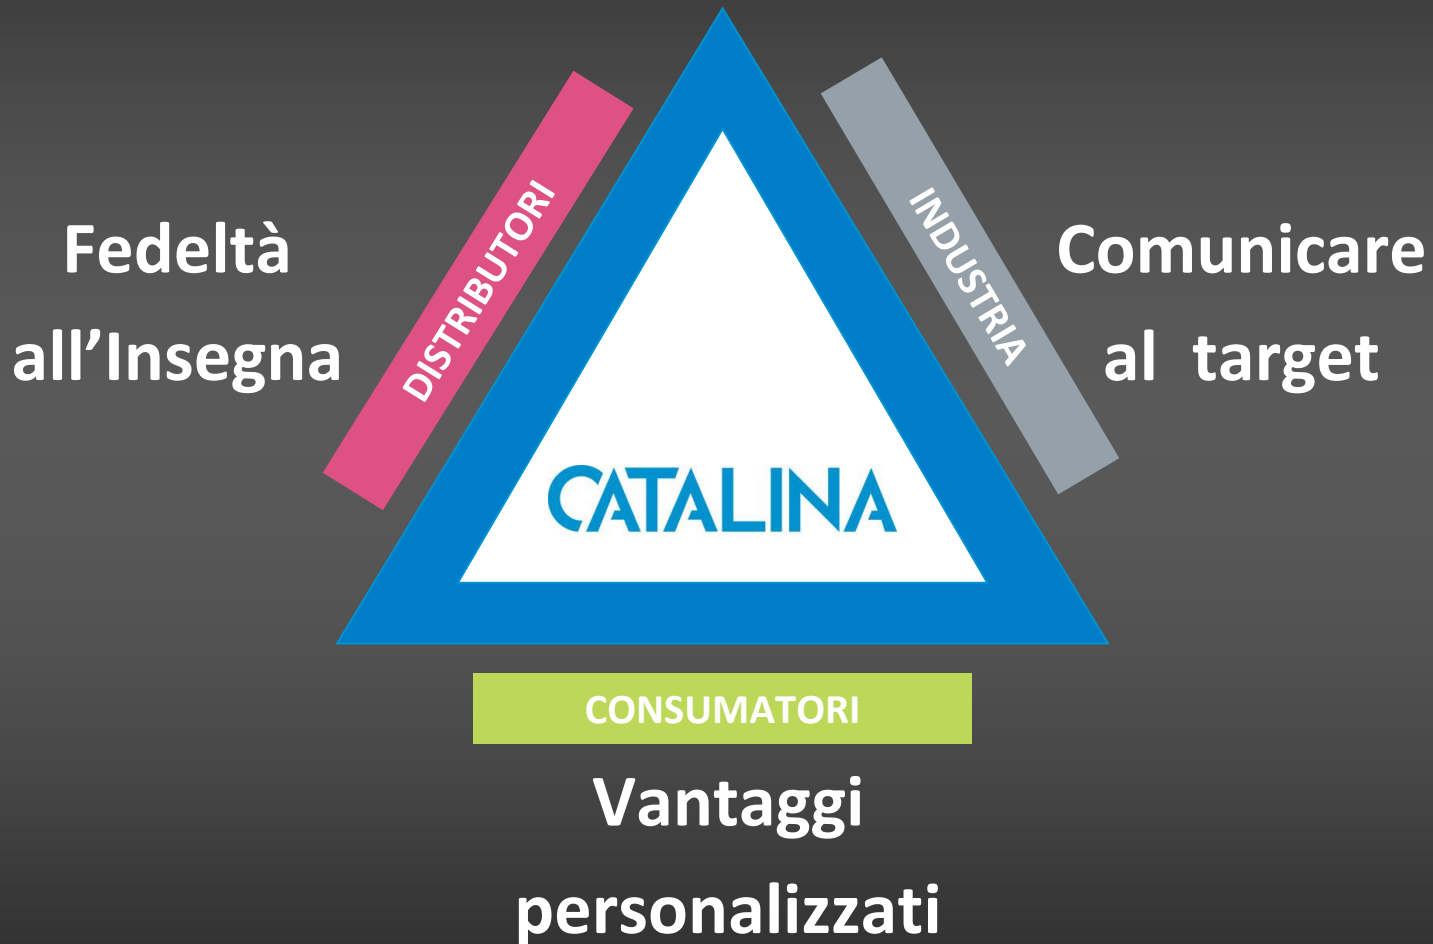 DISTRIBUTORI
INDUSTRIA
Fedeltà
all’Insegna
Comunicare
al  target
CATALINA
CONSUMATORI
Vantaggi
personalizzati